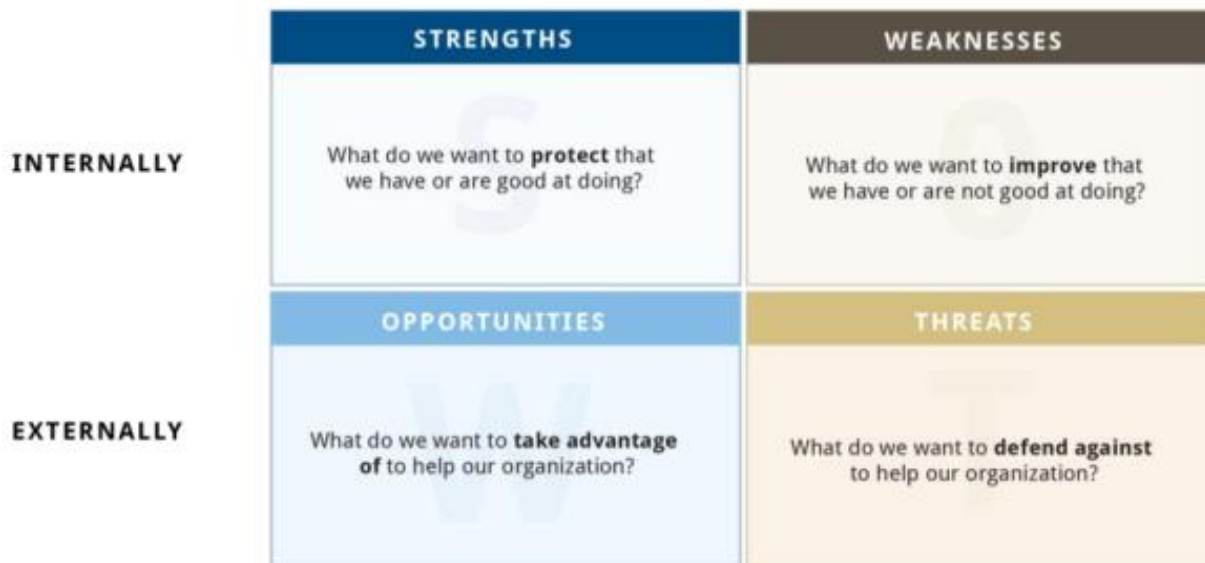 STRENGTHS
WEAKNESSES
S
O
INTERNALLY
What do we want to protect that
we have or are good at doing?
What do we want to improve that
we have or are not good at doing?
OPPORTUNITIES
THREATS
W
T
EXTERNALLY
What do we want to take advantage
of to help our organization?
What do we want to defend against
to help our organization?